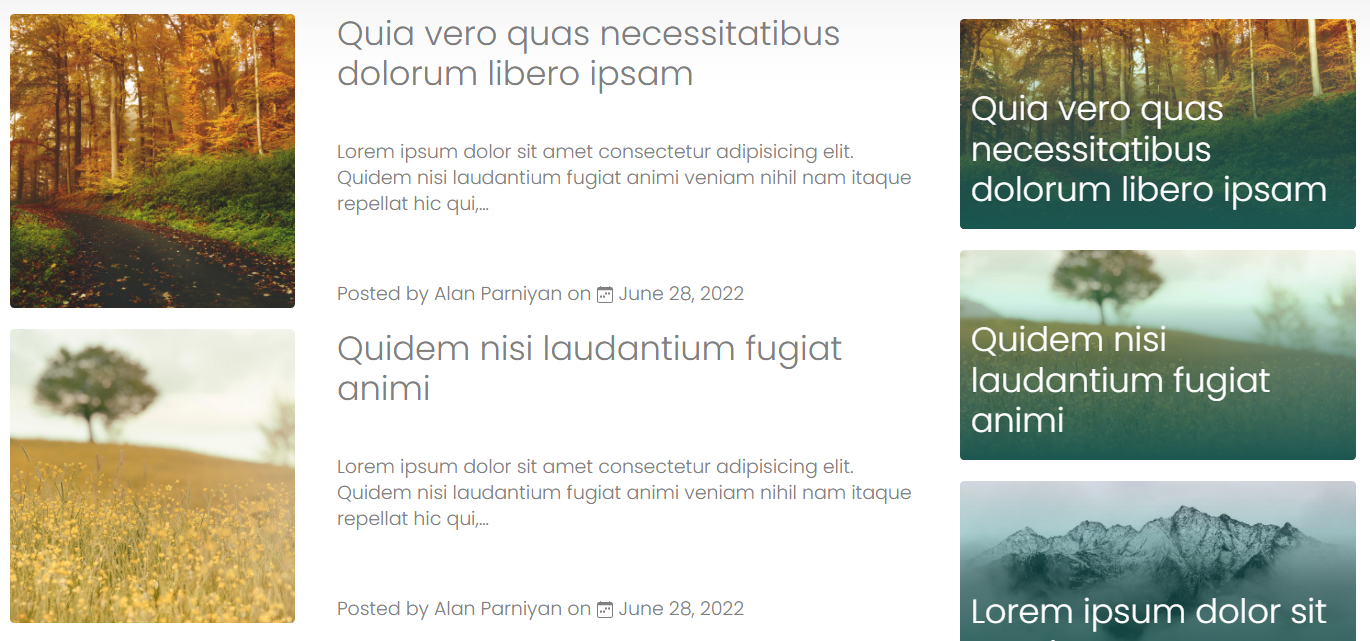 Quia vero quas necessitatibus
dolorum libero ipsam
Lorem ipsum dolor sit amet consectetur adipisicing elit.
Quidem nisi laudantium fugiat animi veniam nihil nam itaque
repellat hic qui,...
Posted by Alan Parniyan on June 28, 2022
Quidem nisi laudantium fugiat
animi
Lorem ipsum dolor sit amet consectetur adipisicing elit.
Quidem nisi laudantium fugiat animi veniam nihil nam itaque
repellat hic qui,...
Posted by Alan Parniyan on June 28, 2022
Quia vero quas
necessitatibus
dolorum libero ipsam
Quidem nisi
laudantium fugiat
animi
Lorem ipsum dolor sit